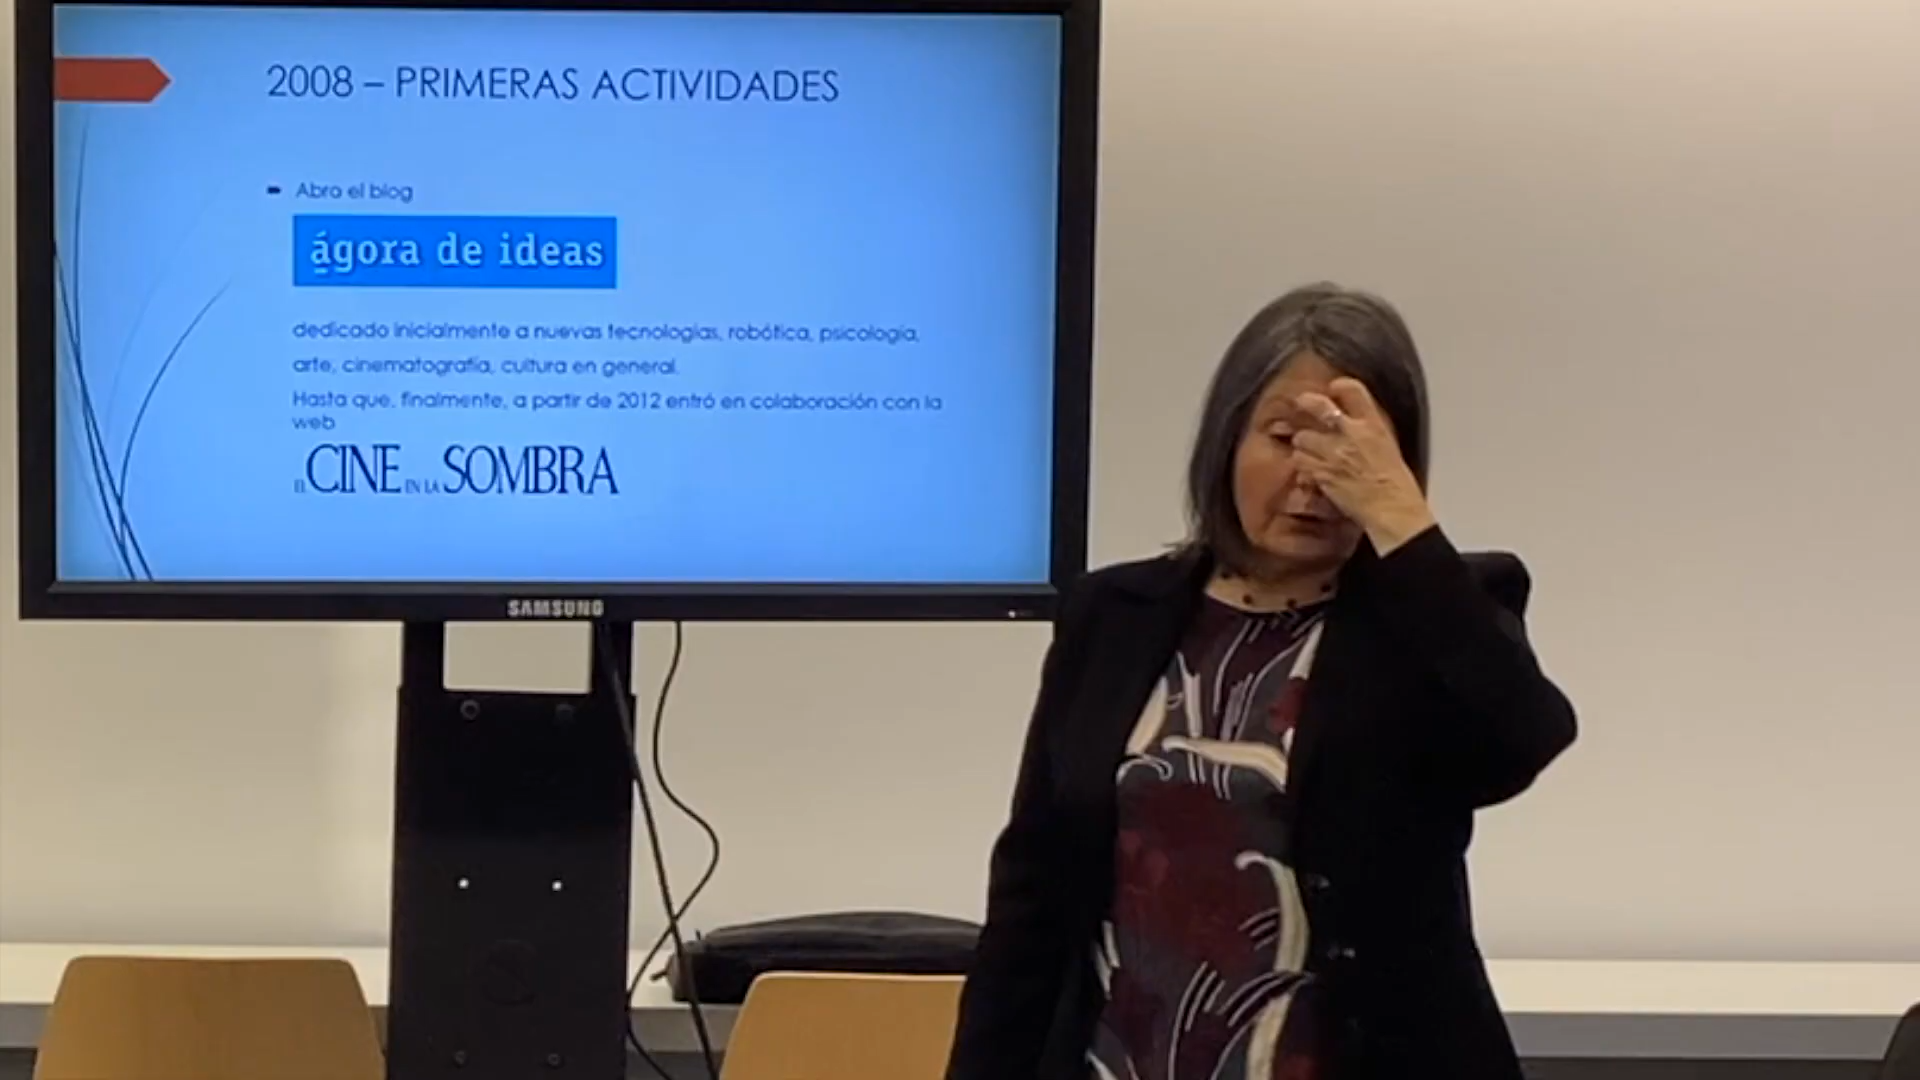 2008 – PRIMERAS ACTIVIDADES
Abro el blog
ágora de ideas
dedicado inicialmente a nuevas tecnologías, robótica, psicología,
arte, cinematografía, cultura en general.
Hasta que, finalmente, a partir de 2012 entró en colaboración con la
web
EL CINE EN LA SOMBRA
SAMSUNG